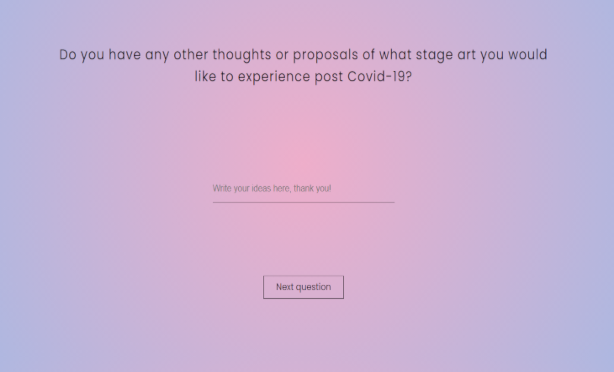 Do you have any other thoughts or proposals of what stage art you would
like to experience post Covid-19?
Write your ideas here, thank you!
Next question